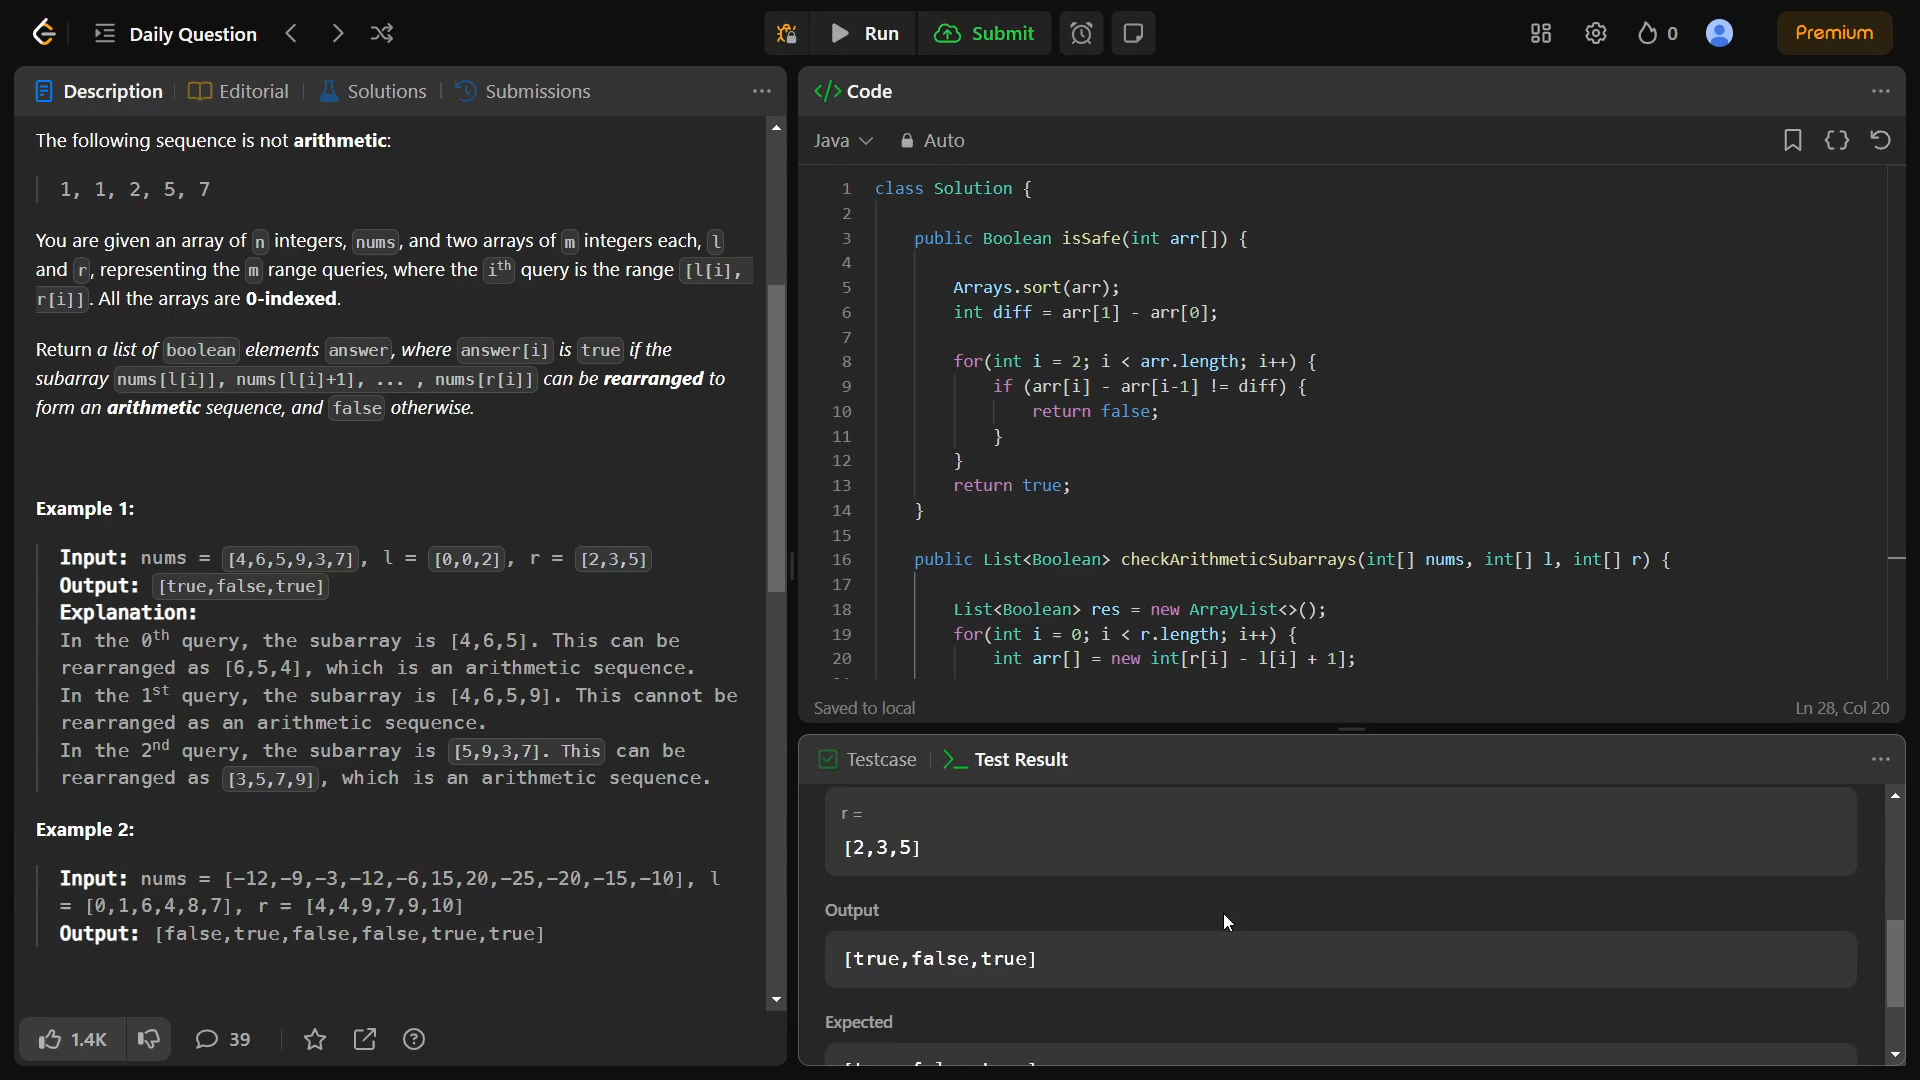 Daily Question
Run
Submit
0
Premium
Description
Editorial
Solutions
Submissions
The following sequence is not arithmetic:
1, 1, 2, 5, 7
You are given an array of n integers, nums, and two arrays of m integers each, l
and r, representing the m range queries, where the ith query is the range [l[i],
r[i]]. All the arrays are 0-indexed.
Return a list of boolean elements answer, where answer[i] is true if the
subarray nums[l[i]], nums[l[i]+1], ... , nums[r[i]] can be rearranged to
form an arithmetic sequence, and false otherwise.
Example 1:
Input: nums = [4,6,5,9,3,7], l = [0,0,2], r = [2,3,5]
Output: [true,false,true]
Explanation:
In the 0th query, the subarray is [4,6,5]. This can be
rearranged as [6,5,4], which is an arithmetic sequence.
In the 1st query, the subarray is [4,6,5,9]. This cannot be
rearranged as an arithmetic sequence.
In the 2nd query, the subarray is [5,9,3,7]. This can be
rearranged as [3,5,7,9], which is an arithmetic sequence.
Example 2:
Input: nums = [-12,-9,-3,-12,-6,15,20,-25,-20,-15,-10], l
= [0,1,6,4,8,7], r = [4,4,9,7,9,10]
Output: [false,true,false,false,true,true]
1.4K
39
</> Code
Java
Auto
1 class Solution {
2
3 public Boolean isSafe(int arr[]) {
4
5 Arrays.sort(arr);
6 int diff = arr[1] - arr[0];
7
8 for(int i = 2; i < arr.length; i++) {
9 if (arr[i] - arr[i-1] != diff) {
10 return false;
11 }
12 }
13 return true;
14 }
15
16 public List<Boolean> checkArithmeticSubarrays(int[] nums, int[] l, int[] r) {
17
18 List<Boolean> res = new ArrayList<>();
19 for(int i = 0; i < r.length; i++) {
20 int arr[] = new int[r[i] - l[i] + 1];
Saved to local
Ln 28, Col 20
Testcase
Test Result
r =
[2,3,5]
Output
[true,false,true]
Expected